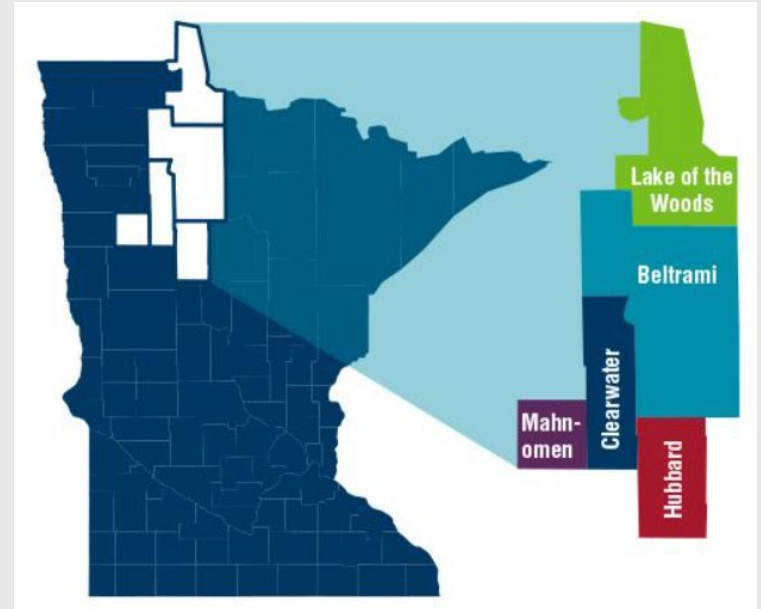 Lake of the
Woods
Beltrami
Clearwater
Mahn-
omen
Hubbard